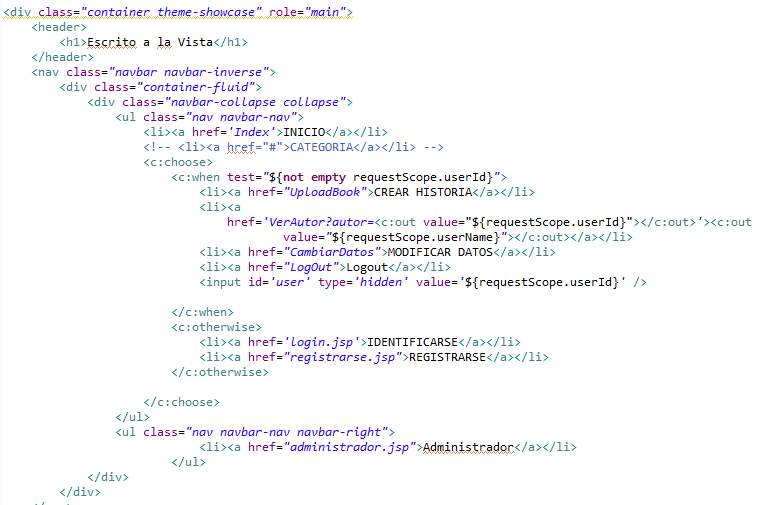 <div class="container theme-showcase" role="main">
<header>
<h1>Escrito a la Vista</h1>
</header>
<nav class="navbar navbar-inverse">
<div class="container-fluid">
<div class="navbar-collapse collapse">
<ul class="nav navbar-nav">
<li><a href='Index'>INICIO</a></li>
<!-- <li><a href="#">CATEGORIA</a></li> -->
<c:choose>
<c:when test="${not empty requestScope.userId}">
<li><a href="UploadBook">CREAR HISTORIA</a></li>
<li><a
href='VerAutor?autor=<c:out value="${requestScope.userId}"></c:out>'><c:out
value="${requestScope.userName}"></c:out></a></li>
<li><a href="CambiarDatos">MODIFICAR DATOS</a></li>
<li><a href="LogOut">Logout</a></li>
<input id='user' type='hidden' value='${requestScope.userId}' />
</c:when>
<c:otherwise>
<li><a href='login.jsp'>IDENTIFICARSE</a></li>
<li><a href="registrarse.jsp">REGISTRARSE</a></li>
</c:otherwise>
</c:choose>
</ul>
<ul class="nav navbar-nav navbar-right">
<li><a href="administrador.jsp">Administrador</a></li>
</ul>
</div>
</div>